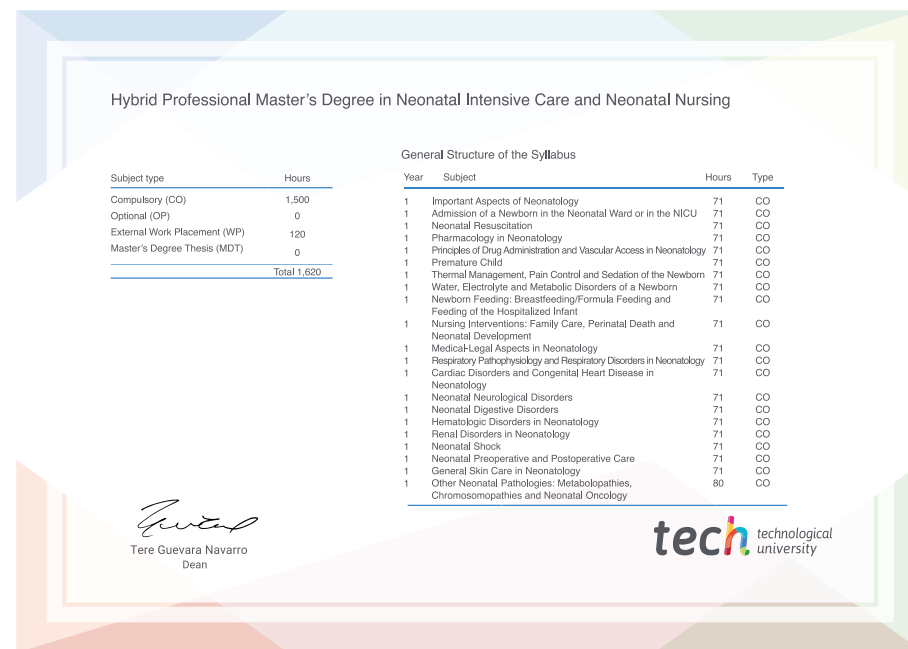 Hybrid Professional Master's Degree in Neonatal Intensive Care and Neonatal Nursing
General Structure of the Syllabus
Subject type Hours
Compulsory (CO) 1,500
Optional (OP) 0
External Work Placement (WP) 120
Master's Degree Thesis (MDT) 0
Total 1,620
Year Subject Hours Type
1 Important Aspects of Neonatology 71 CO
1 Admission of a Newborn in the Neonatal Ward or in the NICU 71 CO
1 Neonatal Resuscitation 71 CO
1 Pharmacology in Neonatology 71 CO
1 Principles of Drug Administration and Vascular Access in Neonatology 71 CO
1 Premature Child 71 CO
1 Thermal Management, Pain Control and Sedation of the Newborn 71 CO
1 Water, Electrolyte and Metabolic Disorders of a Newborn 71 CO
1 Newborn Feeding: Breastfeeding/Formula Feeding and 71 CO
Feeding of the Hospitalized Infant
1 Nursing Interventions: Family Care, Perinatal Death and 71 CO
Neonatal Development
1 Medical-Legal Aspects in Neonatology 71 CO
1 Respiratory Pathophysiology and Respiratory Disorders in Neonatology 71 CO
1 Cardiac Disorders and Congenital Heart Disease in 71 CO
Neonatology
1 Neonatal Neurological Disorders 71 CO
1 Neonatal Digestive Disorders 71 CO
1 Hematologic Disorders in Neonatology 71 CO
1 Renal Disorders in Neonatology 71 CO
1 Neonatal Shock 71 CO
1 Neonatal Preoperative and Postoperative Care 71 CO
1 General Skin Care in Neonatology 71 CO
1 Other Neonatal Pathologies: Metabolopathies, 80 CO
Chromosomopathies and Neonatal Oncology
Tere Guevara Navarro
Dean
tech technological
university